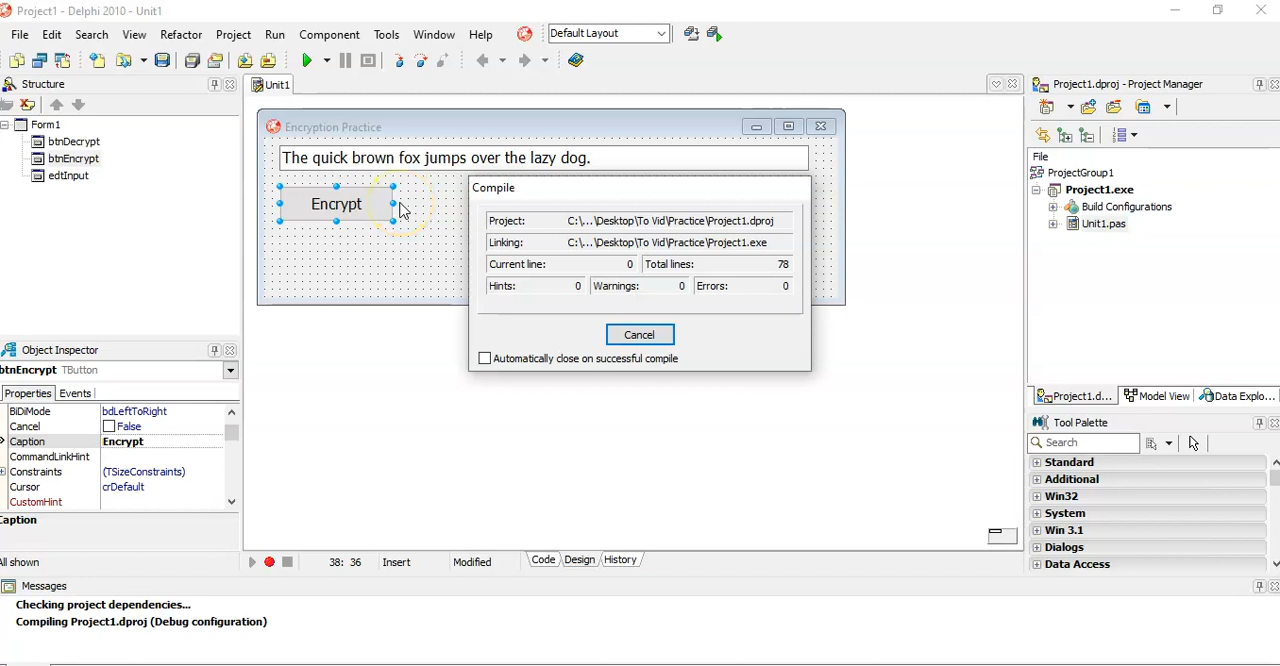 Project1 - Delphi 2010 - Unit1
File Edit Search View Refactor Project Run Component Tools Window Help Default Layout
Structure
Form1
btnDecrypt
btnEncrypt
edtInput
Object Inspector
btnEncrypt TButton
Properties Events
BiDiMode bdLeftToRight
Cancel False
Caption Encrypt
CommandLinkHint
Constraints (TSizeConstraints)
Cursor crDefault
CustomHint
Caption
All shown
Unit1
Encryption Practice
The quick brown fox jumps over the lazy dog.
Encrypt
Compile
Project: C:\...\Desktop\To Vid\Practice\Project1.dproj
Linking: C:\...\Desktop\To Vid\Practice\Project1.exe
Current line: 0 Total lines: 78
Hints: 0 Warnings: 0 Errors: 0
Cancel
Automatically close on successful compile
38: 36 Insert Modified Code Design History
Project1.dproj - Project Manager
File
ProjectGroup1
Project1.exe
Build Configurations
Unit1.pas
Project1.d... Model View Data Explo...
Tool Palette
Search
Standard
Additional
Win32
System
Win 3.1
Dialogs
Data Access
Messages
Checking project dependencies...
Compiling Project1.dproj (Debug configuration)